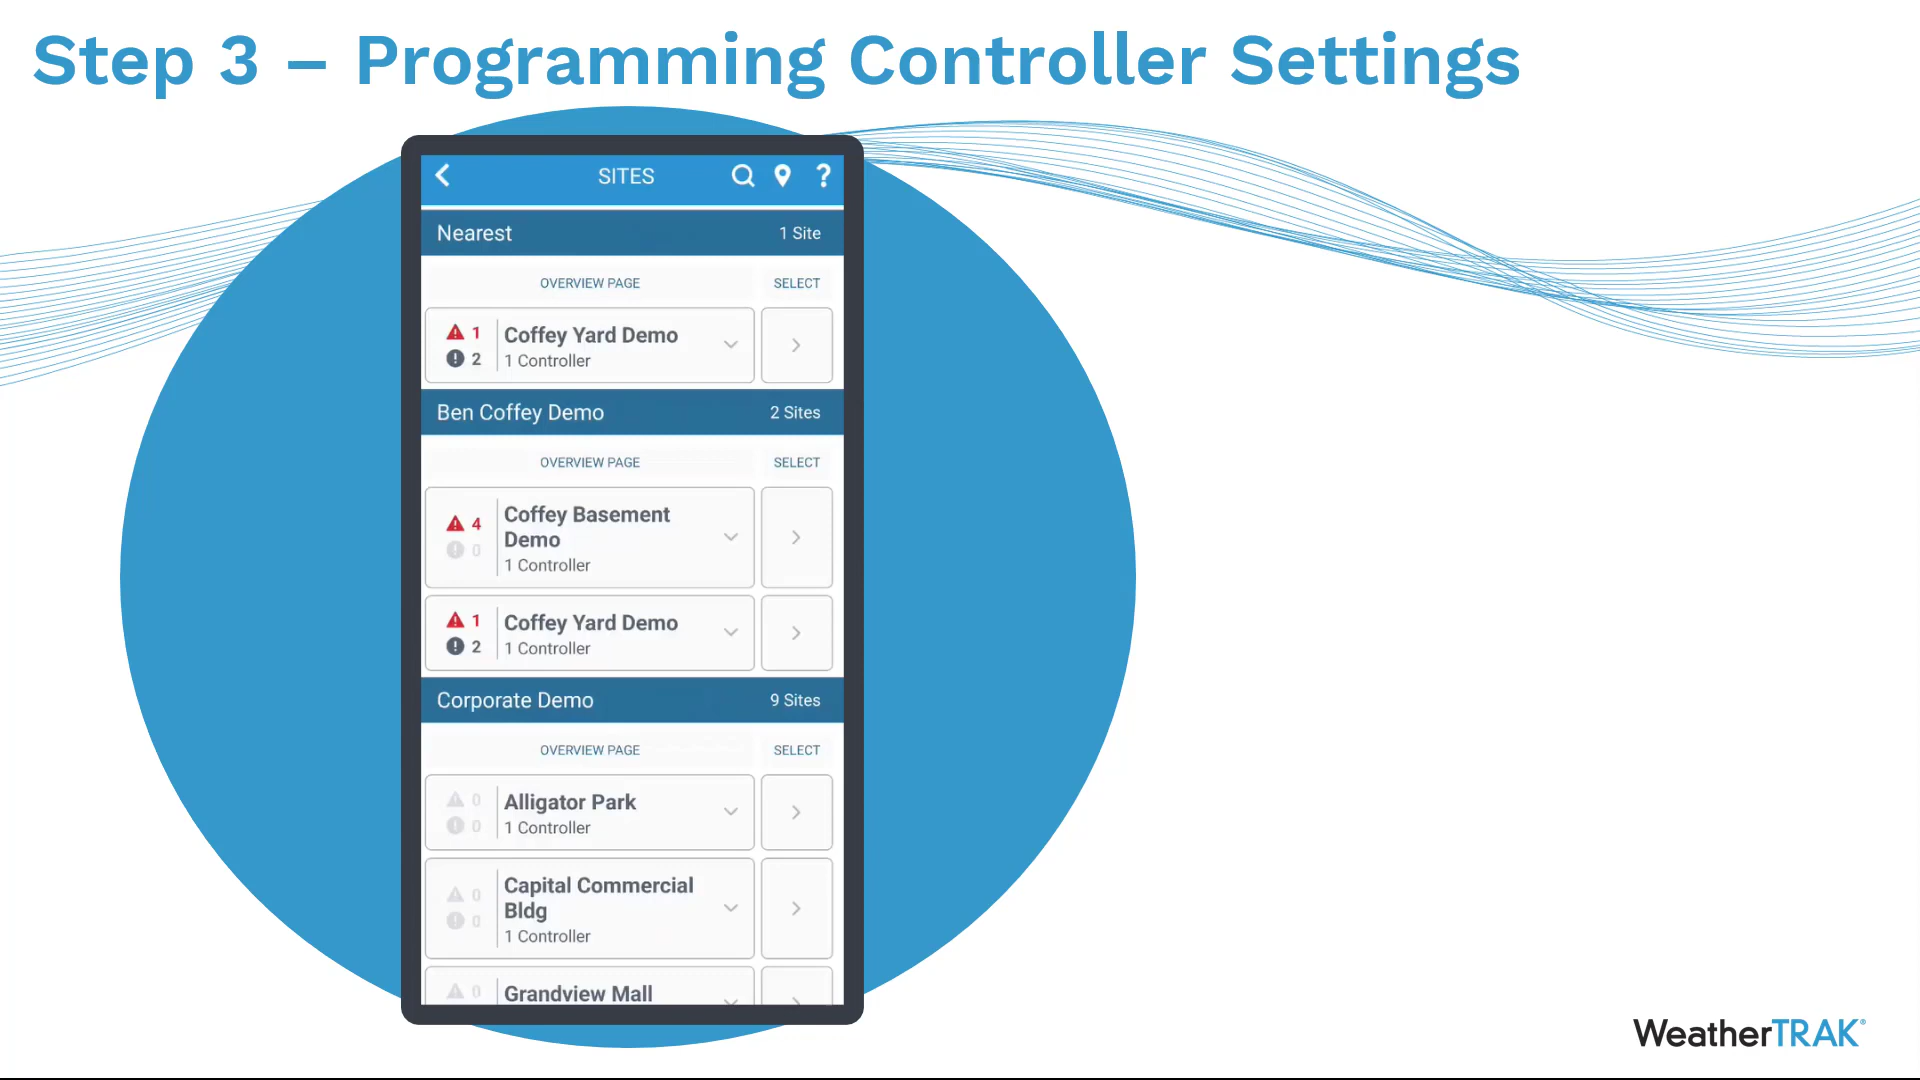 Step 3 – Programming Controller Settings
SITES
Nearest 1 Site
OVERVIEW PAGE SELECT
1 Coffey Yard Demo
2 1 Controller
Ben Coffey Demo 2 Sites
OVERVIEW PAGE SELECT
Coffey Basement
4 Demo
0 1 Controller
1 Coffey Yard Demo
2 1 Controller
Corporate Demo 9 Sites
OVERVIEW PAGE SELECT
0 Alligator Park
0 1 Controller
Capital Commercial
0 Bldg
0 1 Controller
0 Grandview Mall
WeatherTRAK®